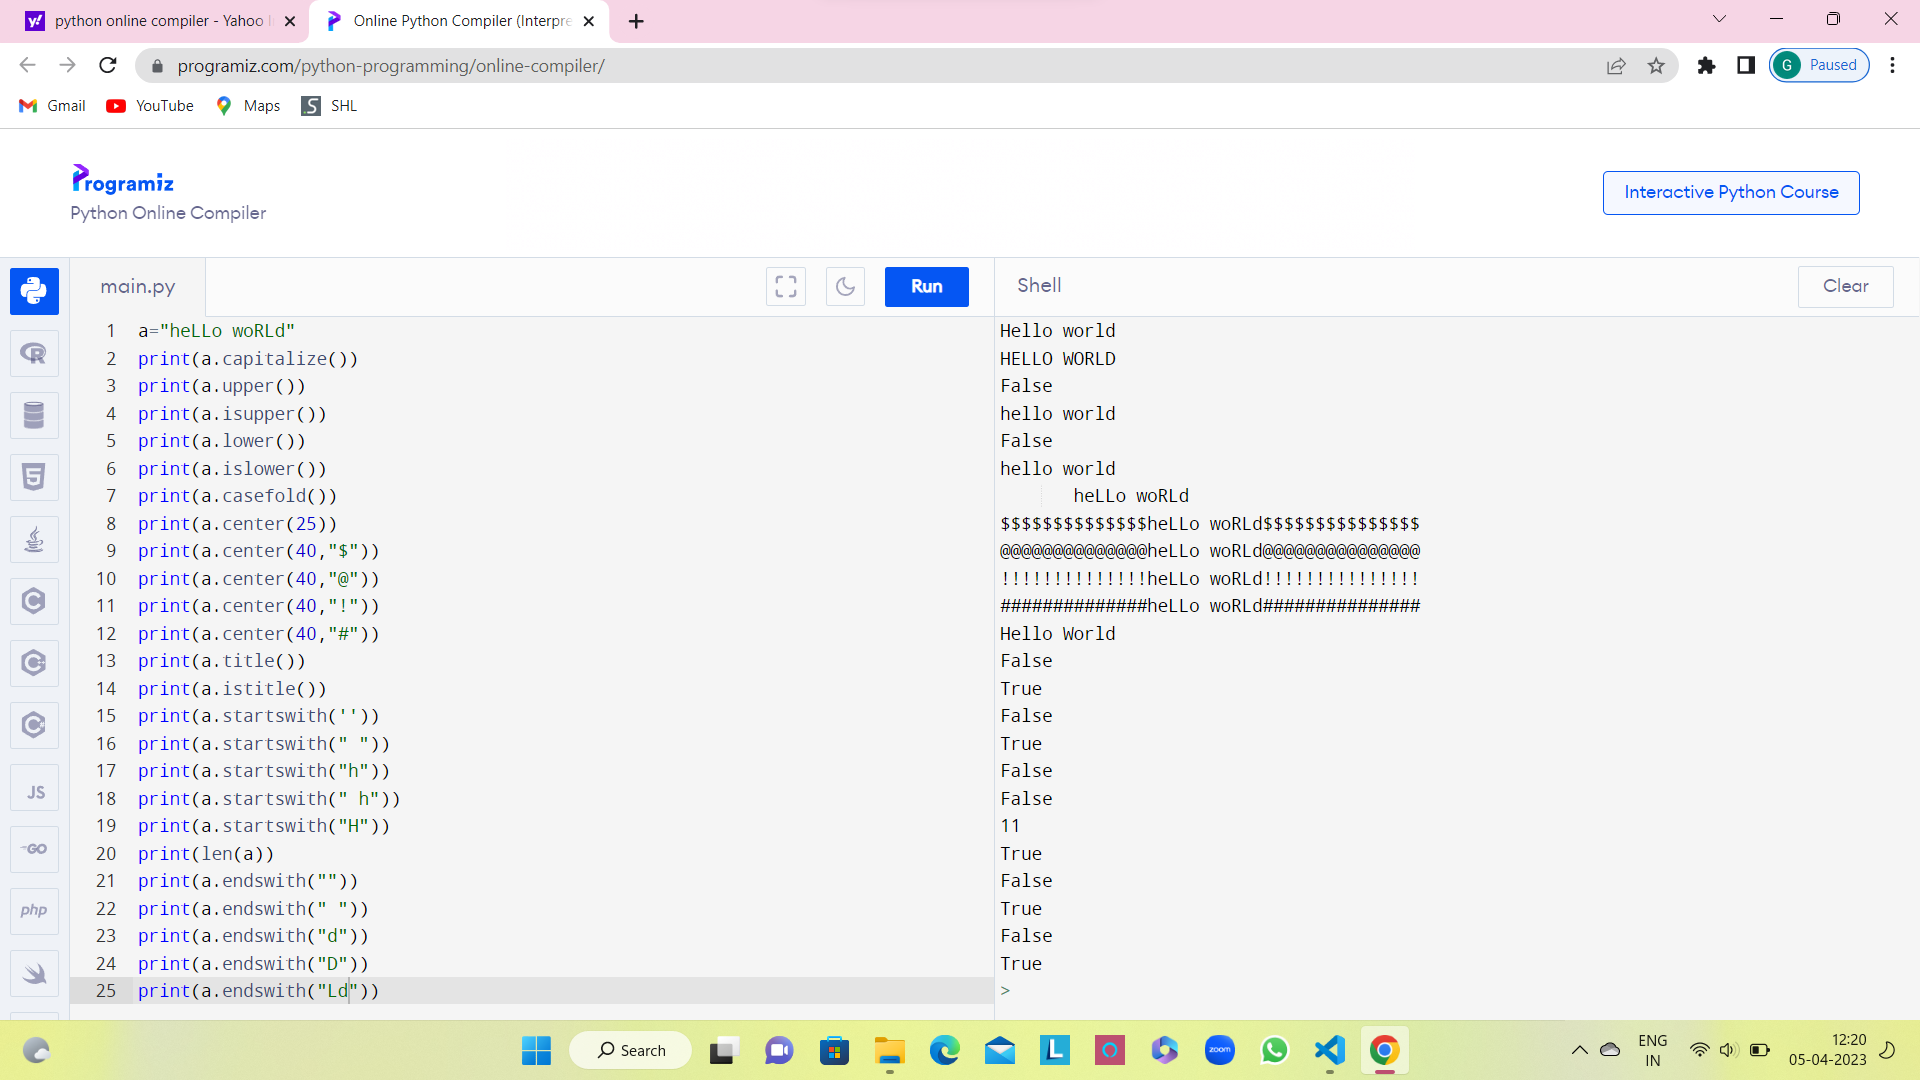 python online compiler - Yahoo
Online Python Compiler (Interpre
programiz.com/python-programming/online-compiler/
G Paused
Gmail YouTube Maps SHL
Programiz
Python Online Compiler
Interactive Python Course
main.py
Run
Shell
Clear
1 a="heLLo woRLd"
2 print(a.capitalize())
3 print(a.upper())
4 print(a.isupper())
5 print(a.lower())
6 print(a.islower())
7 print(a.casefold())
8 print(a.center(25))
9 print(a.center(40,"$"))
10 print(a.center(40,"@"))
11 print(a.center(40,"!"))
12 print(a.center(40,"#"))
13 print(a.title())
14 print(a.istitle())
15 print(a.startswith(''))
16 print(a.startswith(" "))
17 print(a.startswith("h"))
18 print(a.startswith(" h"))
19 print(a.startswith("H"))
20 print(len(a))
21 print(a.endswith(""))
22 print(a.endswith(" "))
23 print(a.endswith("d"))
24 print(a.endswith("D"))
25 print(a.endswith("Ld"))
Hello world
HELLO WORLD
False
hello world
False
hello world
heLLo woRLd
$$$$$$$$$$$$$$heLLo woRLd$$$$$$$$$$$$$$$
@@@@@@@@@@@@@@heLLo woRLd@@@@@@@@@@@@@@@
!!!!!!!!!!!!!!heLLo woRLd!!!!!!!!!!!!!!!
##############heLLo woRLd###############
Hello World
False
True
False
True
False
False
11
True
False
True
False
True
>
R
JS
GO
php
Search
zoom
ENG
IN
12:20
05-04-2023